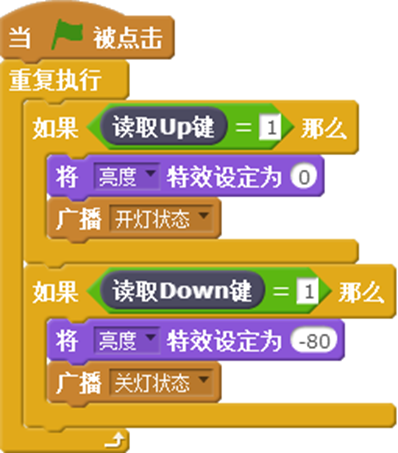 当 被点击
重复执行
如果 读取Up键 = 1 那么
将 亮度 特效设定为 0
广播 开灯状态
如果 读取Down键 = 1 那么
将 亮度 特效设定为 -80
广播 关灯状态